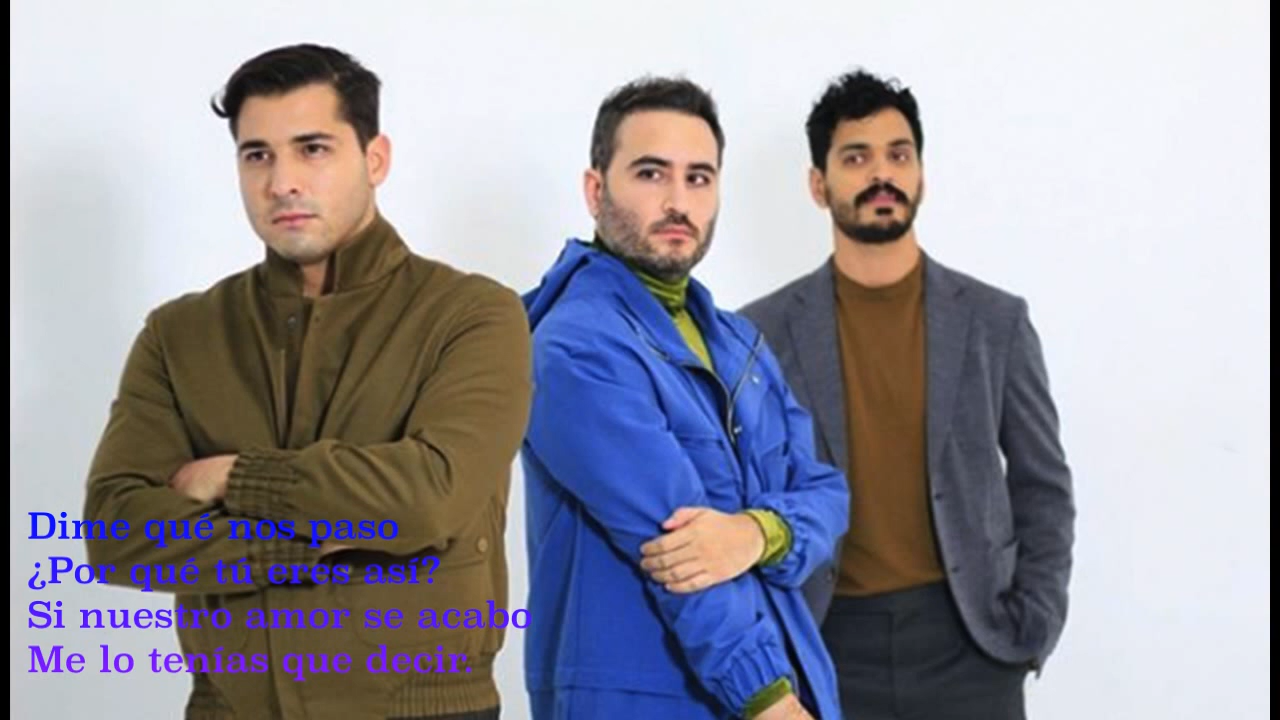 Dime qué nos paso
¿Por qué tú eres así?
Si nuestro amor se acabo
Me lo tenías que decir.